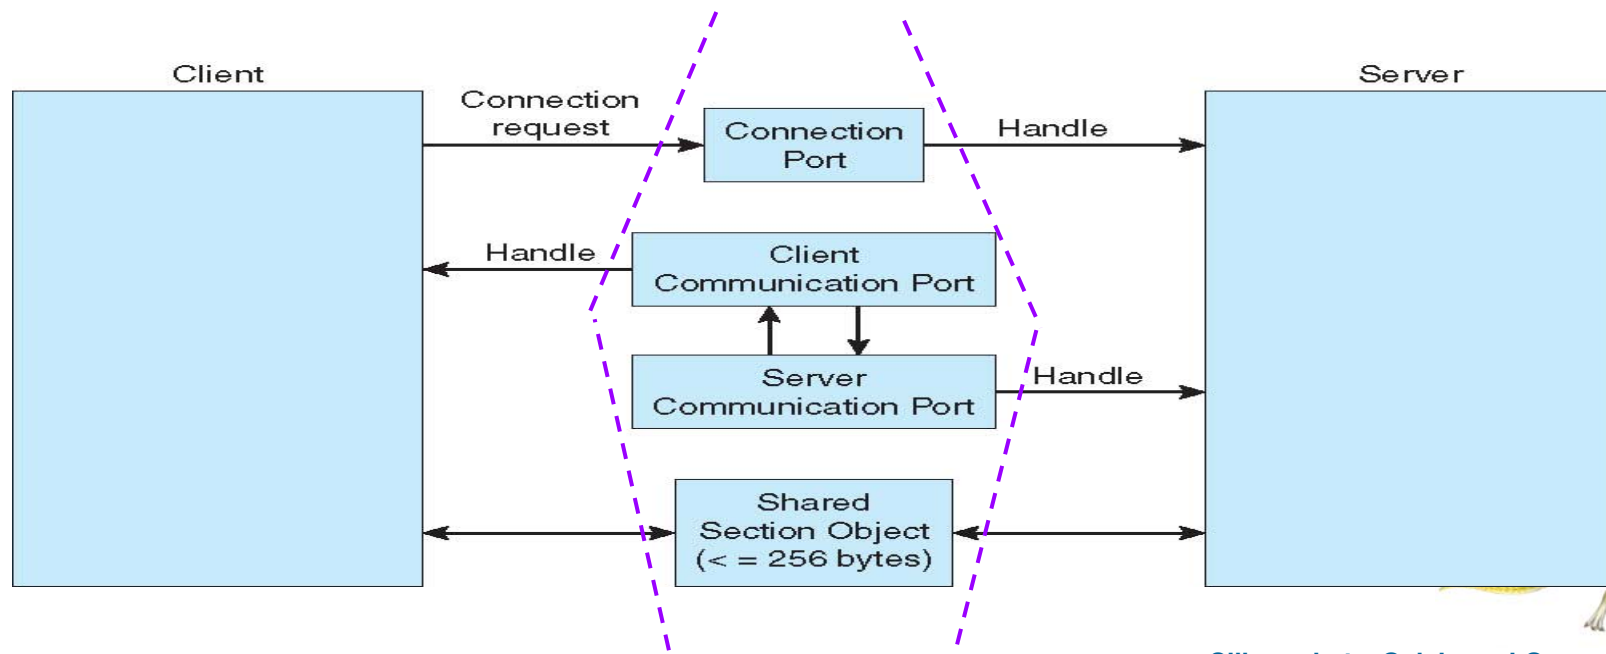 Client
Server
Connection
request
Connection
Port
Handle
Handle
Client
Communication Port
Server
Communication Port
Handle
Shared
Section Object
(< = 256 bytes)